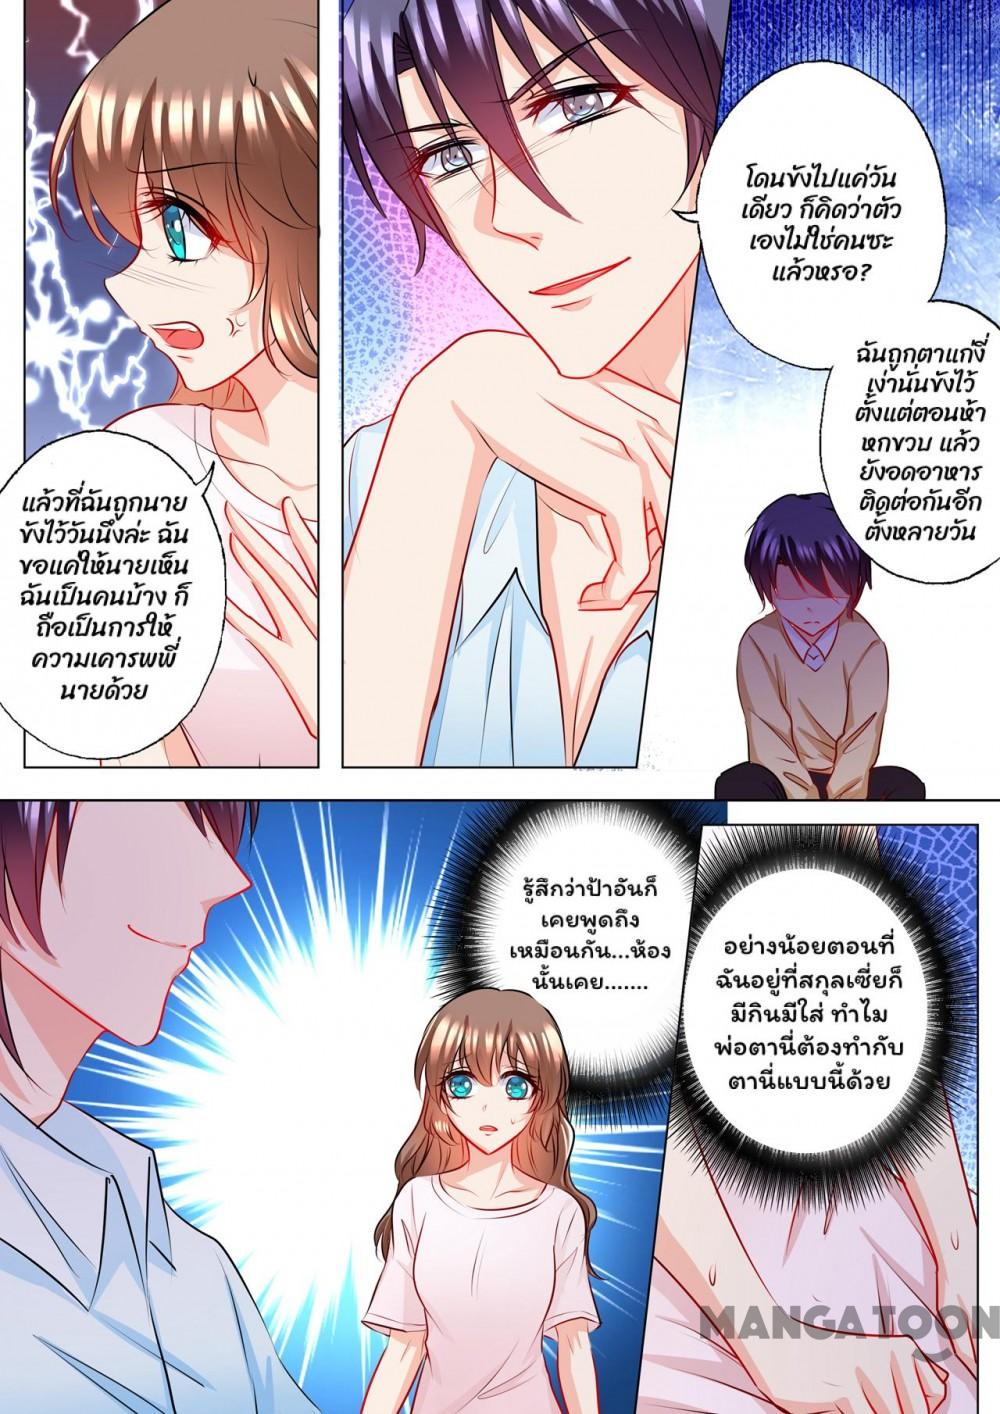 แล้วที่ฉันถูกนาย
ขังไว้วันนึงล่ะ ฉัน
ขอแค่ให้นายเห็น
ฉันเป็นคนบ้าง ก็
ถือเป็นการให้
ความเคารพพี่
นายด้วย
โดนขังไปแค่วัน
เดียว ก็คิดว่าตัว
เองไม่ใช่คนซะ
แล้วหรอ?
ฉันถูกตาแก่งี่
เง่านั่นขังไว้
ตั้งแต่ตอนห้า
หกขวบ แล้ว
ยังอดอาหาร
ติดต่อกันอีก
ตั้งหลายวัน
รู้สึกว่าป้าอันก็
เคยพูดถึง
เหมือนกัน...ห้อง
นั้นเคย.......
อย่างน้อยตอนที่
ฉันอยู่ที่สกุลเซี่ยก็
มีกินมีใส่ ทำไม
พ่อตานี่ต้องทำกับ
ตานี่แบบนี้ด้วย
MANGATOON